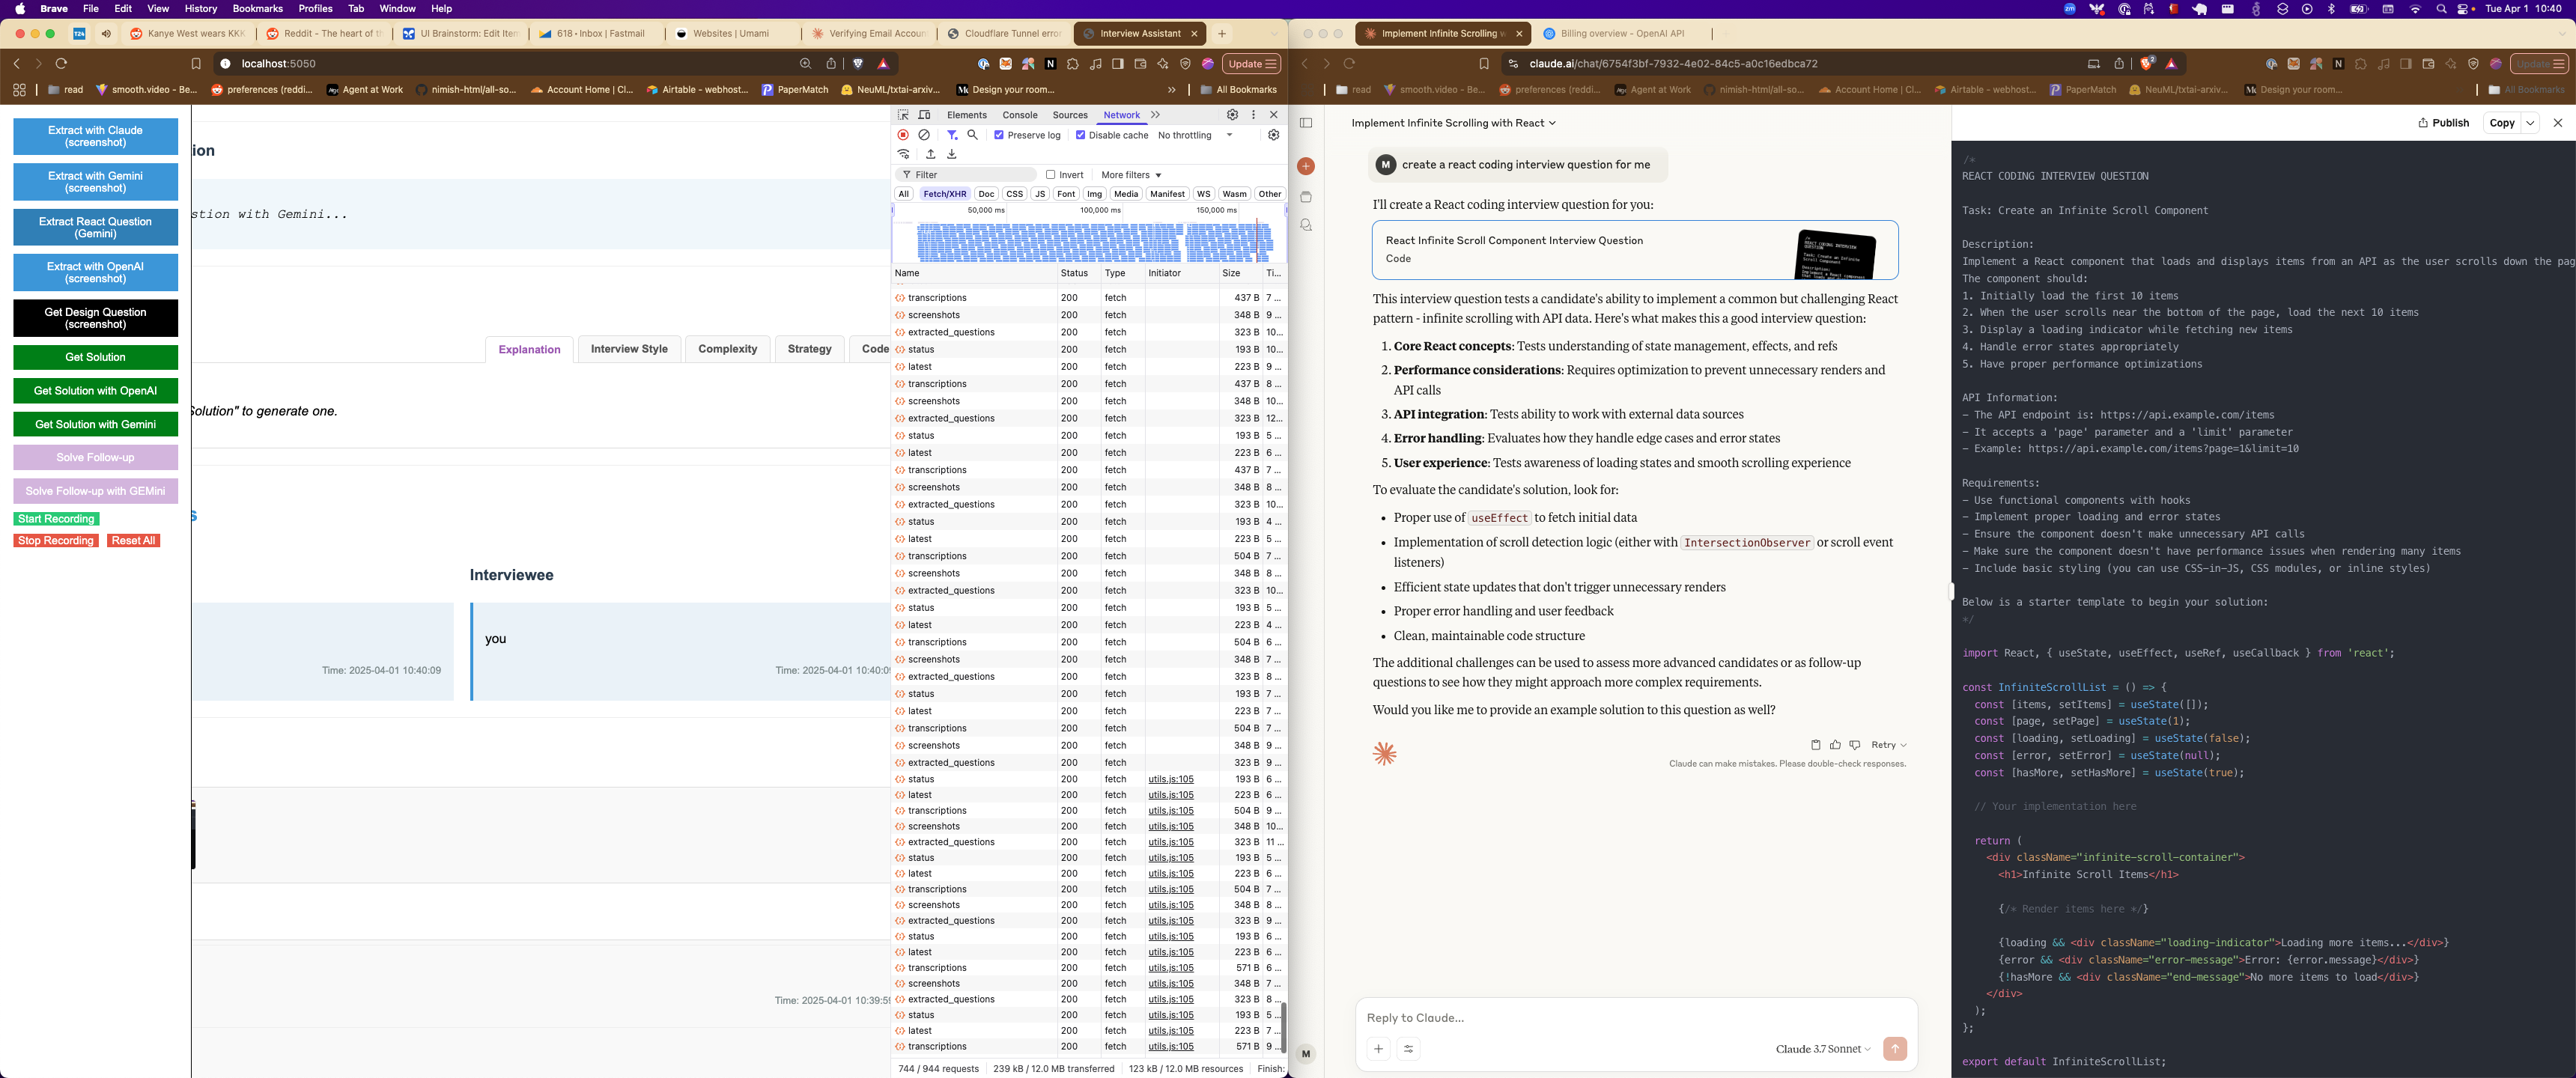 Brave File Edit View History Bookmarks Profiles Tab Window Help
Tue Apr 1 10:40
Kanye West wears KKK
Reddit - The heart of th
UI Brainstorm: Edit Iten
618 • Inbox | Fastmail
Websites | Umami
Verifying Email Accoun
Cloudflare Tunnel error
Interview Assistant
localhost:5050
Update
read
smooth.video - Be...
preferences (reddi...
Agent at Work
nimish-html/all-so...
Account Home | Cl...
Airtable - webhost...
PaperMatch
NeuML/txtai-arxiv...
Design your room...
All Bookmarks
Extract with Claude
(screenshot)
Extract with Gemini
(screenshot)
Extract React Question
(Gemini)
Extract with OpenAI
(screenshot)
Get Design Question
(screenshot)
Get Solution
Get Solution with OpenAI
Get Solution with Gemini
Solve Follow-up
Solve Follow-up with GEMini
Start Recording
Stop Recording Reset All
ion
stion with Gemini...
Explanation Interview Style Complexity Strategy Code
Solution" to generate one.
s
Interviewee
you
Time: 2025-04-01 10:40:09
Time: 2025-04-01 10:40:09
Time: 2025-04-01 10:39:59
Elements Console Sources Network
Preserve log Disable cache No throttling
Filter Invert More filters
All Fetch/XHR Doc CSS JS Font Img Media Manifest WS Wasm Other
50,000 ms 100,000 ms 150,000 ms
Name Status Type Initiator Size Ti...
transcriptions 200 fetch 437 B 7 ...
screenshots 200 fetch 348 B 9 ...
extracted_questions 200 fetch 323 B 10...
status 200 fetch 193 B 10...
latest 200 fetch 223 B 9 ...
transcriptions 200 fetch 437 B 8 ...
screenshots 200 fetch 348 B 10...
extracted_questions 200 fetch 323 B 12...
status 200 fetch 193 B 5 ...
latest 200 fetch 223 B 6 ...
transcriptions 200 fetch 437 B 7 ...
screenshots 200 fetch 348 B 8 ...
extracted_questions 200 fetch 323 B 10...
status 200 fetch 193 B 4 ...
latest 200 fetch 223 B 5 ...
transcriptions 200 fetch 504 B 7 ...
screenshots 200 fetch 348 B 8 ...
extracted_questions 200 fetch 323 B 10...
status 200 fetch 193 B 5 ...
latest 200 fetch 223 B 4 ...
transcriptions 200 fetch 504 B 6 ...
screenshots 200 fetch 348 B 7 ...
extracted_questions 200 fetch 323 B 8 ...
status 200 fetch 193 B 7 ...
latest 200 fetch 223 B 7 ...
transcriptions 200 fetch 504 B 7 ...
screenshots 200 fetch 348 B 9 ...
extracted_questions 200 fetch 323 B 9 ...
status 200 fetch utils.js:105 193 B 6 ...
latest 200 fetch utils.js:105 223 B 6 ...
transcriptions 200 fetch utils.js:105 504 B 9 ...
screenshots 200 fetch utils.js:105 348 B 10...
extracted_questions 200 fetch utils.js:105 323 B 11 ...
status 200 fetch utils.js:105 193 B 5 ...
latest 200 fetch utils.js:105 223 B 6 ...
transcriptions 200 fetch utils.js:105 504 B 7 ...
screenshots 200 fetch utils.js:105 348 B 8 ...
extracted_questions 200 fetch utils.js:105 323 B 9 ...
status 200 fetch utils.js:105 193 B 6 ...
latest 200 fetch utils.js:105 223 B 6 ...
transcriptions 200 fetch utils.js:105 571 B 6 ...
screenshots 200 fetch utils.js:105 348 B 7 ...
extracted_questions 200 fetch utils.js:105 323 B 8 ...
status 200 fetch utils.js:105 193 B 5 ...
latest 200 fetch utils.js:105 223 B 7 ...
transcriptions 200 fetch utils.js:105 571 B 9 ...
744 / 944 requests 239 kB / 12.0 MB transferred 123 kB / 12.0 MB resources Finish:
Implement Infinite Scrolling w
Billing overview - OpenAI API
claude.ai/chat/6754f3bf-7932-4e02-84c5-a0c16edbca72
Update
read
smooth.video - Be...
preferences (reddi...
Agent at Work
nimish-html/all-so...
Account Home | Cl...
Airtable - webhost...
PaperMatch
NeuML/txtai-arxiv...
Design your room...
All Bookmarks
Implement Infinite Scrolling with React
M create a react coding interview question for me
I'll create a React coding interview question for you:
React Infinite Scroll Component Interview Question
Code
This interview question tests a candidate's ability to implement a common but challenging React
pattern - infinite scrolling with API data. Here's what makes this a good interview question:
1. Core React concepts: Tests understanding of state management, effects, and refs
2. Performance considerations: Requires optimization to prevent unnecessary renders and
API calls
3. API integration: Tests ability to work with external data sources
4. Error handling: Evaluates how they handle edge cases and error states
5. User experience: Tests awareness of loading states and smooth scrolling experience
To evaluate the candidate's solution, look for:
• Proper use of useEffect to fetch initial data
• Implementation of scroll detection logic (either with IntersectionObserver or scroll event
listeners)
• Efficient state updates that don't trigger unnecessary renders
• Proper error handling and user feedback
• Clean, maintainable code structure
The additional challenges can be used to assess more advanced candidates or as follow-up
questions to see how they might approach more complex requirements.
Would you like me to provide an example solution to this question as well?
Retry
Claude can make mistakes. Please double-check responses.
Reply to Claude...
Claude 3.7 Sonnet
M
Publish Copy
/*
REACT CODING INTERVIEW QUESTION
Task: Create an Infinite Scroll Component
Description:
Implement a React component that loads and displays items from an API as the user scrolls down the pag
The component should:
1. Initially load the first 10 items
2. When the user scrolls near the bottom of the page, load the next 10 items
3. Display a loading indicator while fetching new items
4. Handle error states appropriately
5. Have proper performance optimizations
API Information:
- The API endpoint is: https://api.example.com/items
- It accepts a 'page' parameter and a 'limit' parameter
- Example: https://api.example.com/items?page=1&limit=10
Requirements:
- Use functional components with hooks
- Implement proper loading and error states
- Ensure the component doesn't make unnecessary API calls
- Make sure the component doesn't have performance issues when rendering many items
- Include basic styling (you can use CSS-in-JS, CSS modules, or inline styles)
Below is a starter template to begin your solution:
*/
import React, { useState, useEffect, useRef, useCallback } from 'react';
const InfiniteScrollList = () => {
const [items, setItems] = useState([]);
const [page, setPage] = useState(1);
const [loading, setLoading] = useState(false);
const [error, setError] = useState(null);
const [hasMore, setHasMore] = useState(true);
// Your implementation here
return (
<div className="infinite-scroll-container">
<h1>Infinite Scroll Items</h1>
{/* Render items here */}
{loading && <div className="loading-indicator">Loading more items...</div>}
{error && <div className="error-message">Error: {error.message}</div>}
{!hasMore && <div className="end-message">No more items to load</div>}
</div>
);
};
export default InfiniteScrollList;